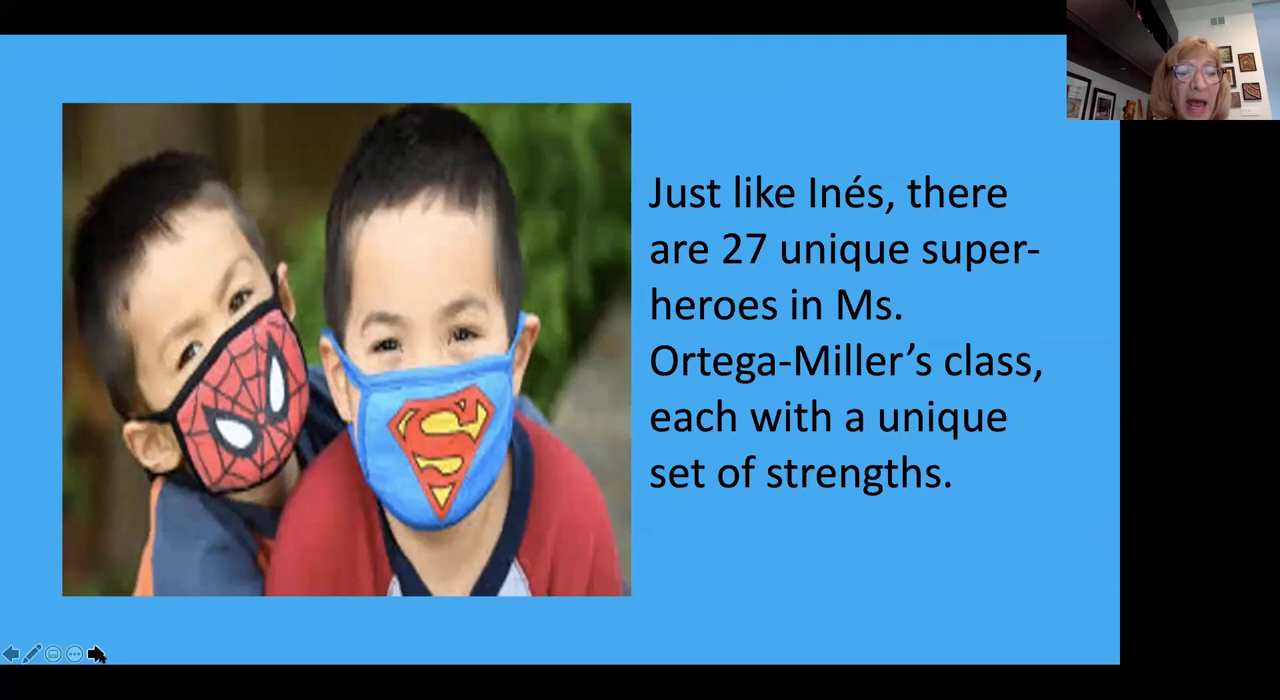 Just like Inés, there
are 27 unique super-
heroes in Ms.
Ortega-Miller’s class,
each with a unique
set of strengths.